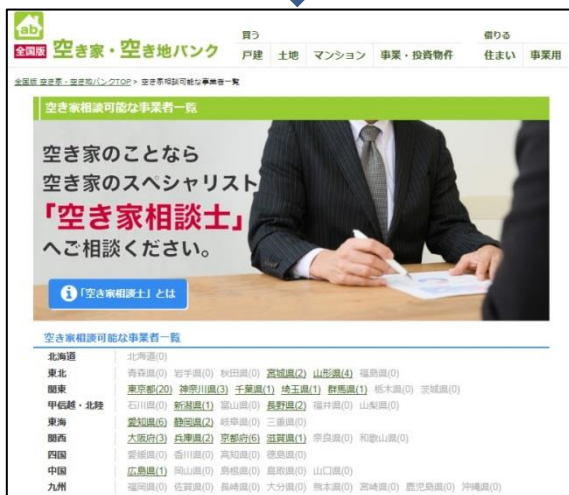 ab
全国版 空き家・空き地バンク
買う 借りる
戸建 土地 マンション 事業・投資物件 住まい 事業用
全国版 空き家・空き地バンクTOP > 空き家相談可能な事業者一覧
空き家相談可能な事業者一覧
空き家のことなら
空き家のスペシャリスト
「空き家相談士」
へご相談ください。
i 「空き家相談士」とは
空き家相談可能な事業者一覧
北海道 北海道(0)
東北 青森県(0) 岩手県(0) 秋田県(0) 宮城県(2) 山形県(4) 福島県(0)
関東 東京都(20) 神奈川県(3) 千葉県(1) 埼玉県(1) 群馬県(1) 栃木県(0) 茨城県(0)
甲信越・北陸 石川県(0) 新潟県(1) 富山県(0) 長野県(2) 福井県(0) 山梨県(0)
東海 愛知県(6) 静岡県(2) 岐阜県(0) 三重県(0)
関西 大阪府(3) 兵庫県(2) 京都府(6) 滋賀県(1) 奈良県(0) 和歌山県(0)
四国 愛媛県(0) 香川県(0) 高知県(0) 徳島県(0)
中国 広島県(1) 岡山県(0) 島根県(0) 鳥取県(0) 山口県(0)
九州 福岡県(0) 佐賀県(0) 長崎県(0) 大分県(0) 熊本県(0) 宮崎県(0) 鹿児島県(0) 沖縄県(0)